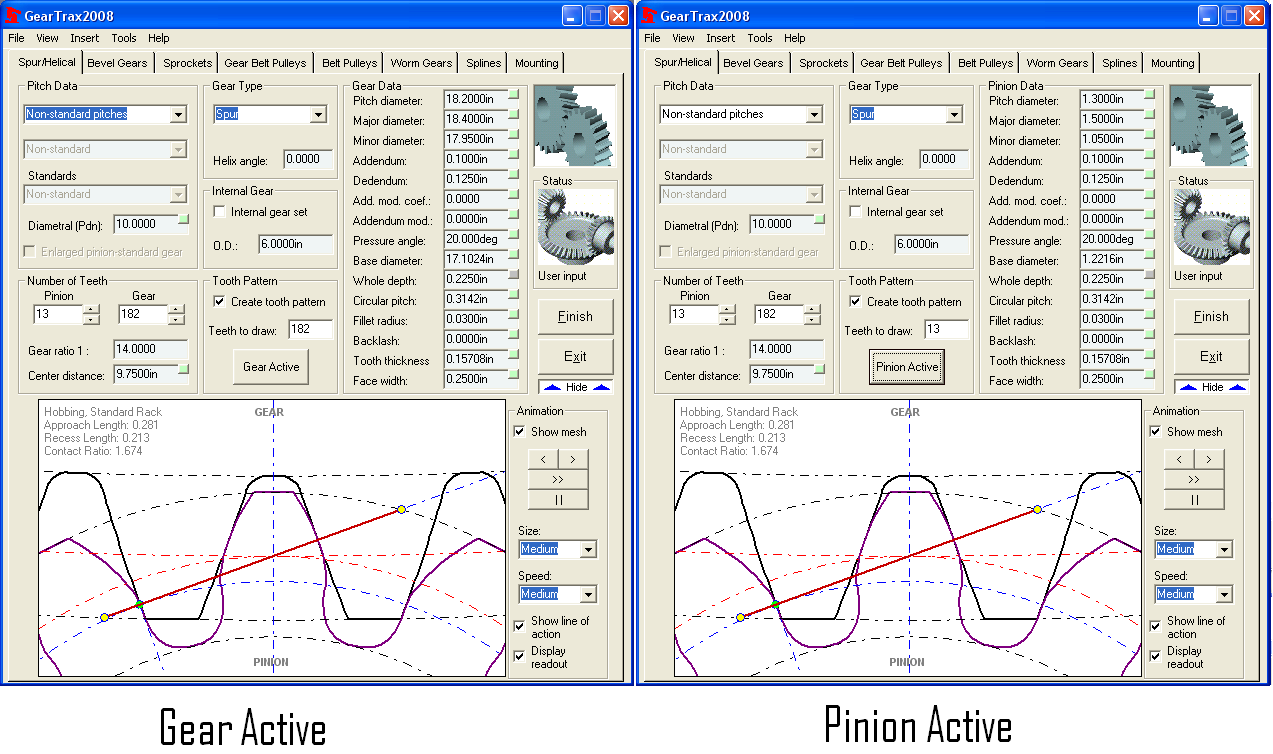 GearTrax2008
File View Insert Tools Help
Spur/Helical Bevel Gears Sprockets Gear Belt Pulleys Belt Pulleys Worm Gears Splines Mounting
Pitch Data
Non-standard pitches
Non-standard
Standards
Non-standard
Diametral (Pdn): 10.0000
Enlarged pinion-standard gear
Number of Teeth
Pinion Gear
13 182
Gear ratio 1 : 14.0000
Center distance: 9.7500in
Gear Type
Spur
Helix angle: 0.0000
Internal Gear
Internal gear set
O.D.: 6.0000in
Tooth Pattern
Create tooth pattern
Teeth to draw: 182
Gear Active
Gear Data
Pitch diameter: 18.2000in
Major diameter: 18.4000in
Minor diameter: 17.9500in
Addendum: 0.1000in
Dedendum: 0.1250in
Add. mod. coef.: 0.0000
Addendum mod.: 0.0000in
Pressure angle: 20.000deg
Base diameter: 17.1024in
Whole depth: 0.2250in
Circular pitch: 0.3142in
Fillet radius: 0.0300in
Backlash: 0.0000in
Tooth thickness 0.15708in
Face width: 0.2500in
Status
User input
Finish
Exit
Hide
Hobbing, Standard Rack
Approach Length: 0.281
Recess Length: 0.213
Contact Ratio: 1.674
GEAR
PINION
Animation
Show mesh
< >
>>
||
Size:
Medium
Speed:
Medium
Show line of
action
Display
readout
Gear Active
GearTrax2008
File View Insert Tools Help
Spur/Helical Bevel Gears Sprockets Gear Belt Pulleys Belt Pulleys Worm Gears Splines Mounting
Pitch Data
Non-standard pitches
Non-standard
Standards
Non-standard
Diametral (Pdn): 10.0000
Enlarged pinion-standard gear
Number of Teeth
Pinion Gear
13 182
Gear ratio 1 : 14.0000
Center distance: 9.7500in
Gear Type
Spur
Helix angle: 0.0000
Internal Gear
Internal gear set
O.D.: 6.0000in
Tooth Pattern
Create tooth pattern
Teeth to draw: 13
Pinion Active
Pinion Data
Pitch diameter: 1.3000in
Major diameter: 1.5000in
Minor diameter: 1.0500in
Addendum: 0.1000in
Dedendum: 0.1250in
Add. mod. coef.: 0.0000
Addendum mod.: 0.0000in
Pressure angle: 20.000deg
Base diameter: 1.2216in
Whole depth: 0.2250in
Circular pitch: 0.3142in
Fillet radius: 0.0300in
Backlash: 0.0000in
Tooth thickness 0.15708in
Face width: 0.2500in
Status
User input
Finish
Exit
Hide
Hobbing, Standard Rack
Approach Length: 0.281
Recess Length: 0.213
Contact Ratio: 1.674
GEAR
PINION
Animation
Show mesh
< >
>>
||
Size:
Medium
Speed:
Medium
Show line of
action
Display
readout
Pinion Active